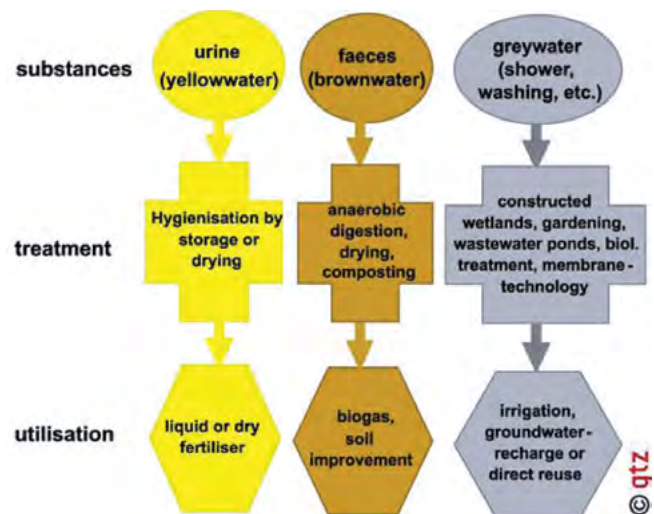 substances
urine
(yellowwater)
faeces
(brownwater)
greywater
(shower,
washing, etc.)
treatment
Hygienisation by
storage or
drying
anaerobic
digestion,
drying,
composting
constructed
wetlands, gardening,
wastewater ponds, biol.
treatment, membrane-
technology
utilisation
liquid or dry
fertiliser
biogas,
soil
improvement
irrigation,
groundwater-
recharge or
direct reuse
© gtz